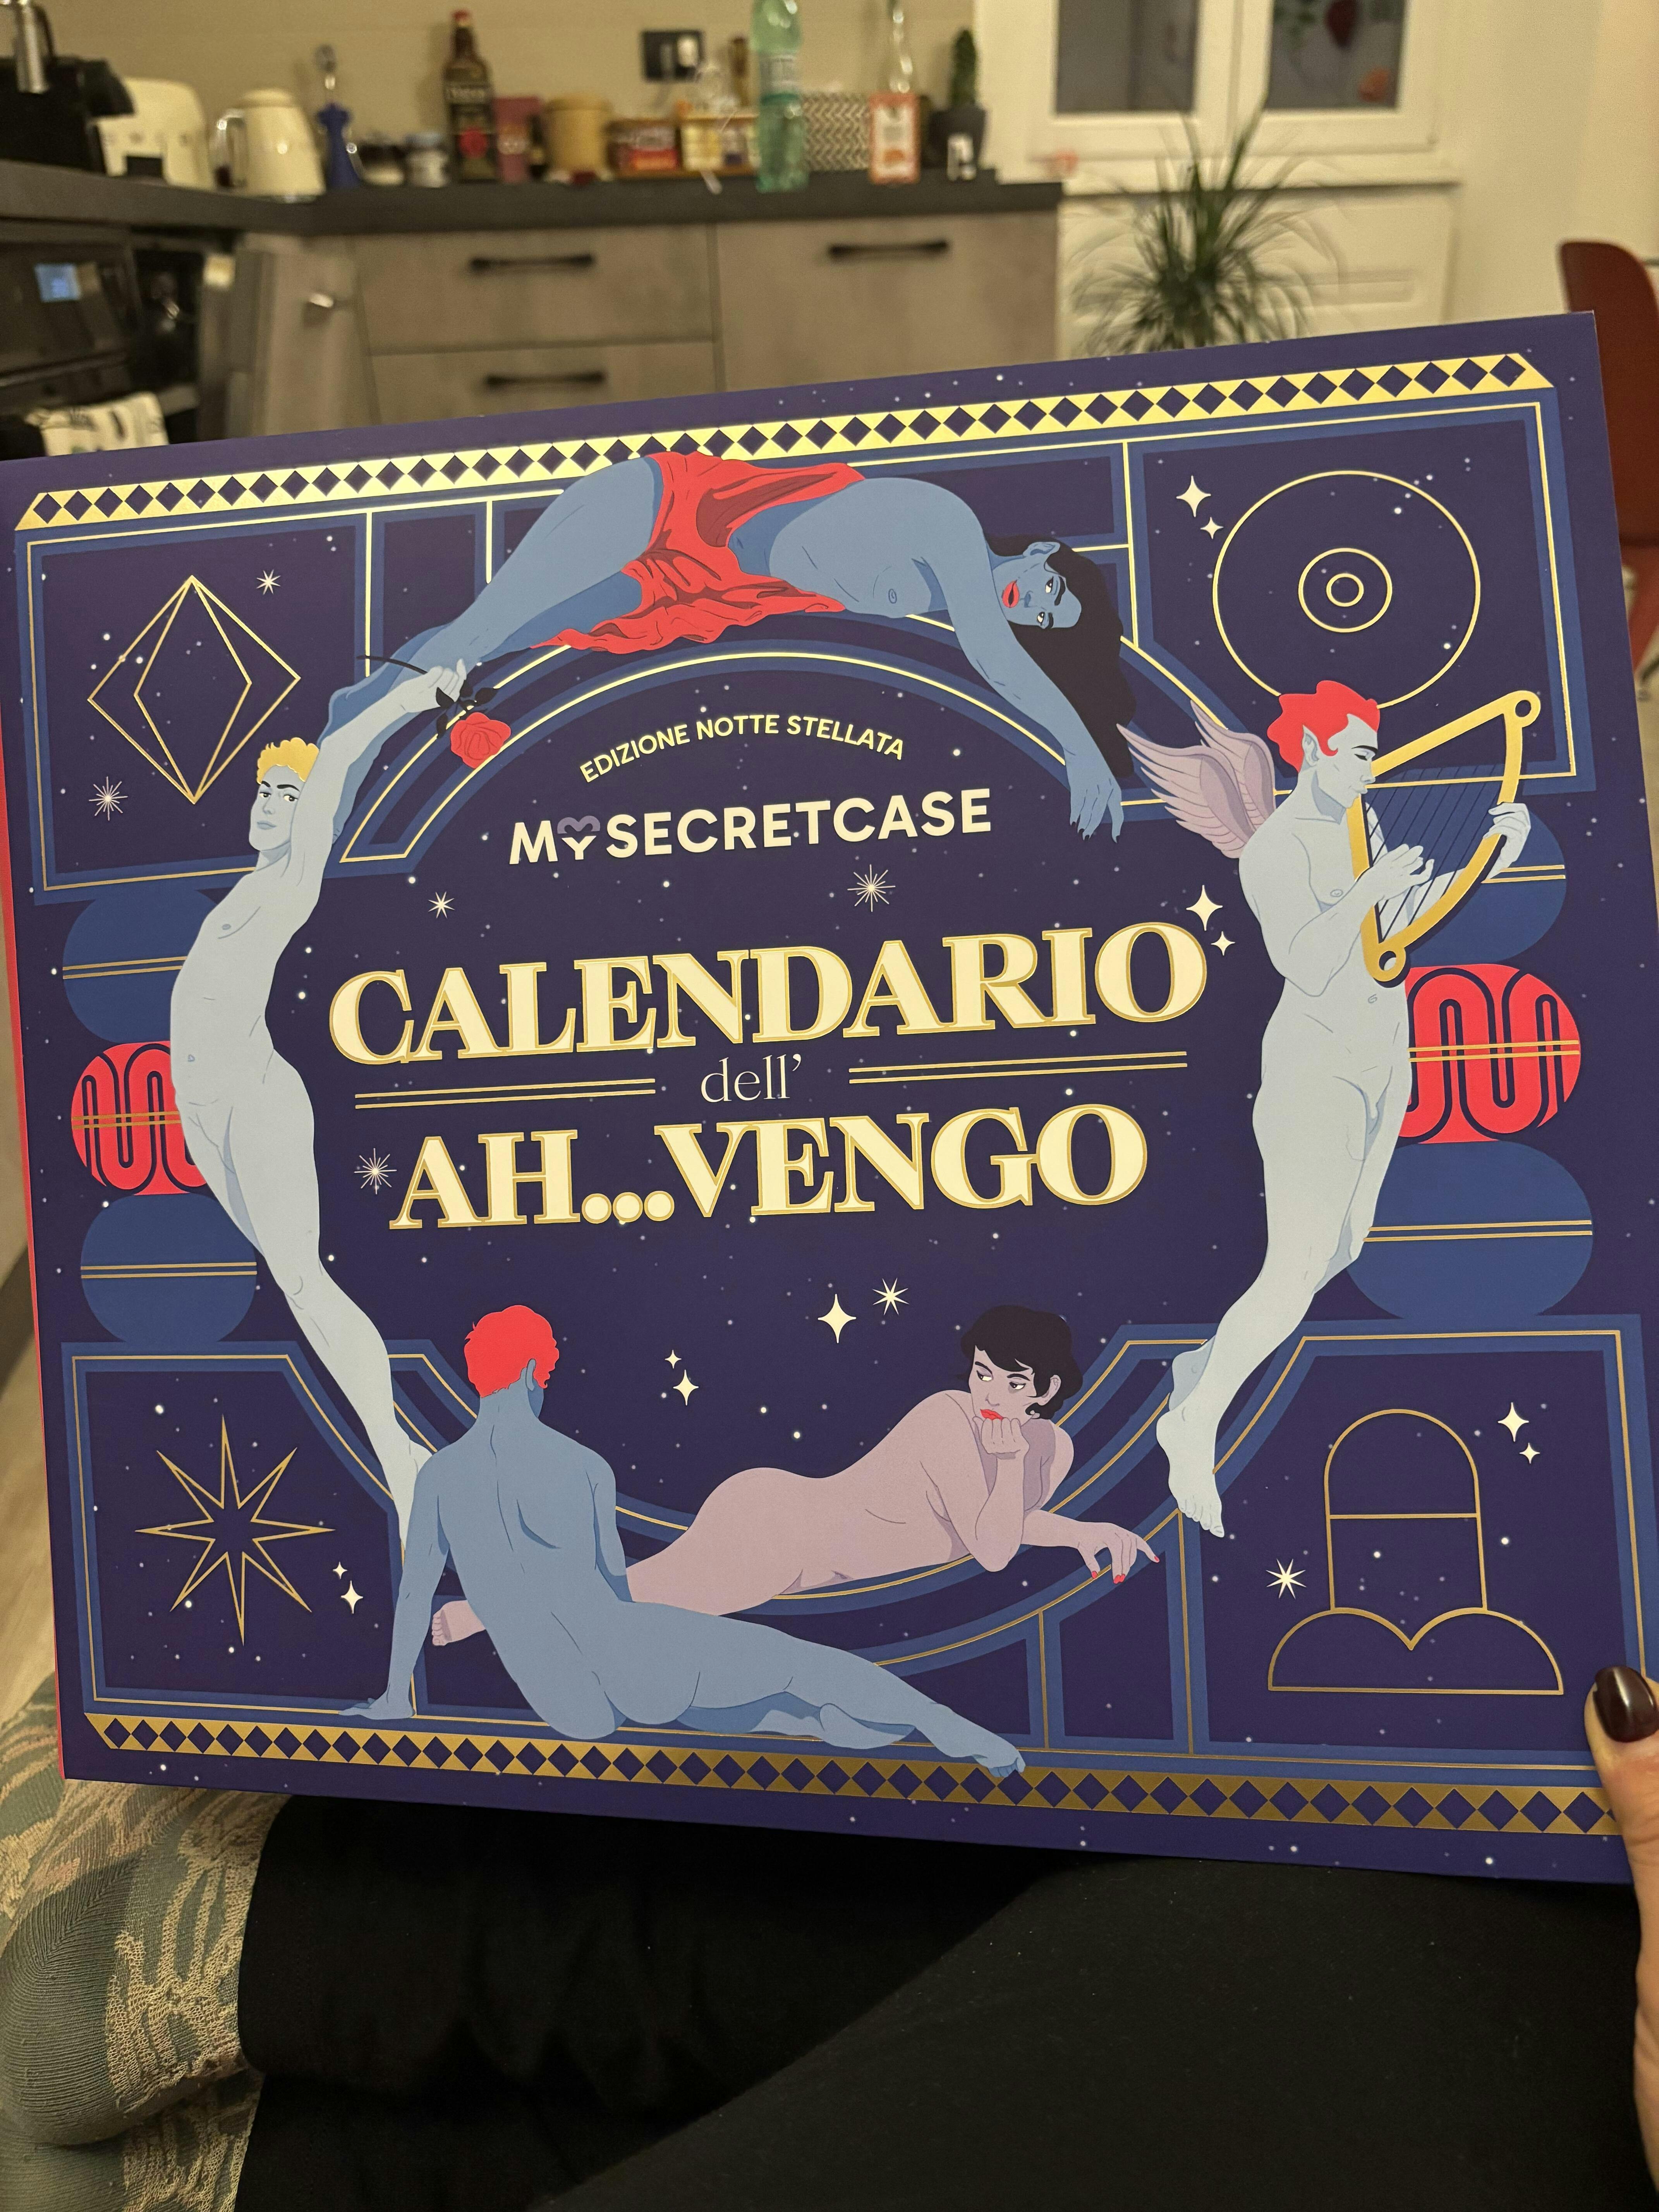 EDIZIONE NOTTE STELLATA
MYSECRETCASE
CALENDARIO
dell'
AH...VENGO